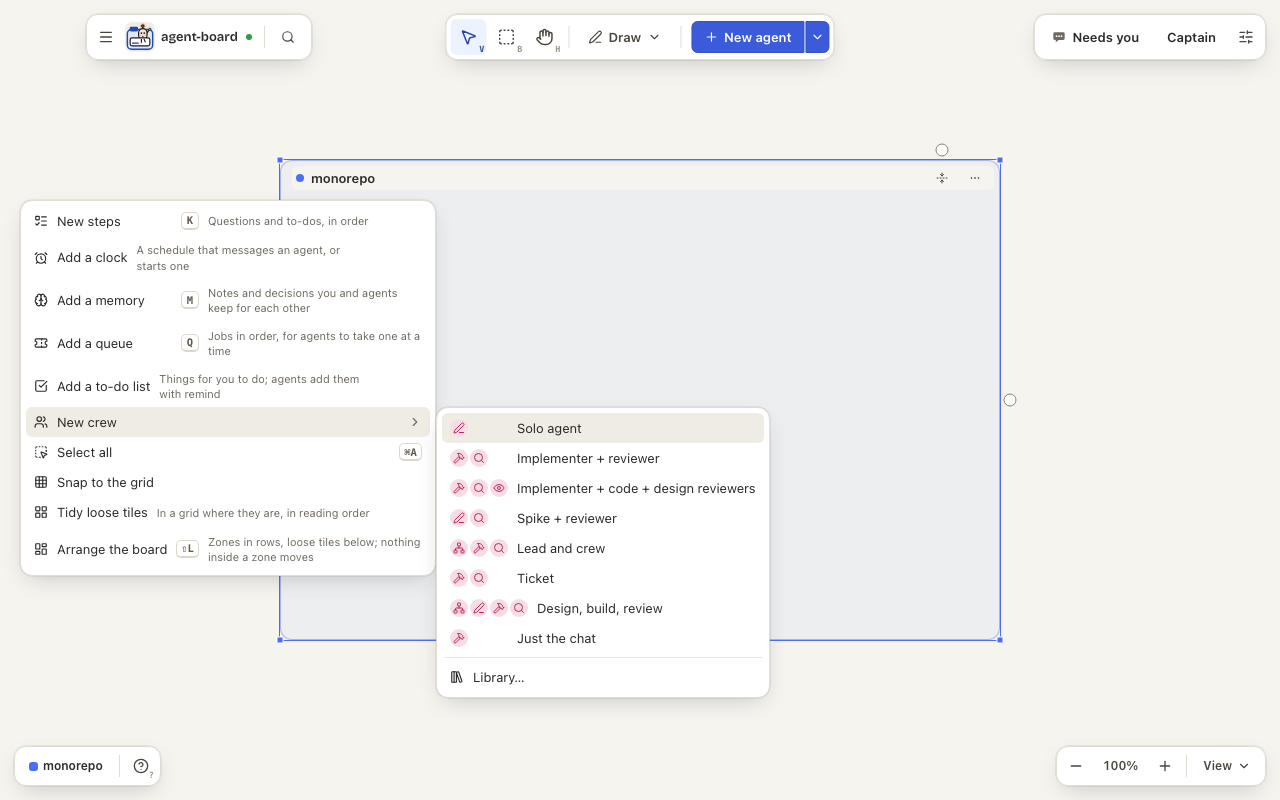 agent-board
V
B
H
Draw
New agent
Needs you
Captain
monorepo
New steps K Questions and to-dos, in order
Add a clock A schedule that messages an agent, or
starts one
Add a memory M Notes and decisions you and agents
keep for each other
Add a queue Q Jobs in order, for agents to take one at a
time
Add a to-do list Things for you to do; agents add them
with remind
New crew
Select all ⌘A
Snap to the grid
Tidy loose tiles In a grid where they are, in reading order
Arrange the board ⇧L Zones in rows, loose tiles below; nothing
inside a zone moves
Solo agent
Implementer + reviewer
Implementer + code + design reviewers
Spike + reviewer
Lead and crew
Ticket
Design, build, review
Just the chat
Library...
monorepo
?
100%
View